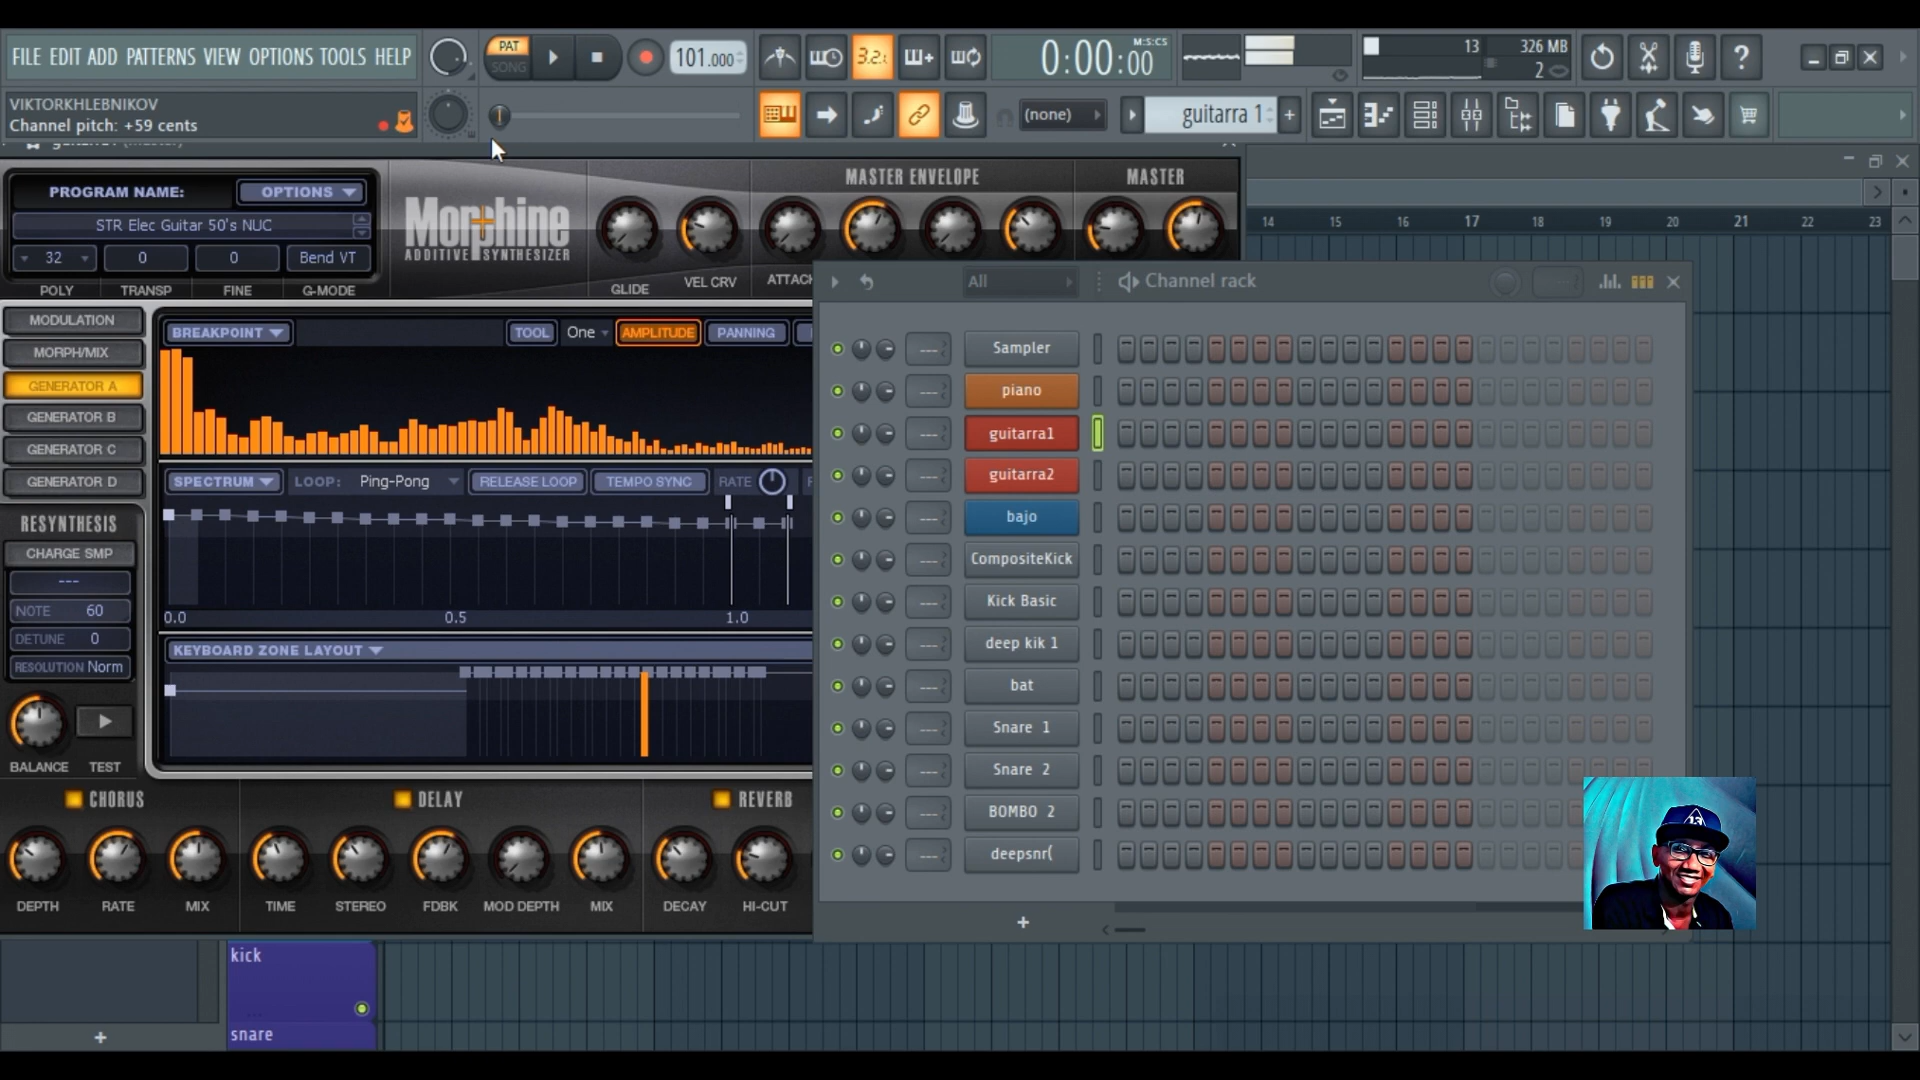 FILE EDIT ADD PATTERNS VIEW OPTIONS TOOLS HELP
PAT
SONG
101.000
3.2.:
0:00:00
M:S:CS
13
326 MB
2
VIKTORKHLEBNIKOV
Channel pitch: +59 cents
(none)
guitarra 1
PROGRAM NAME:
OPTIONS
STR Elec Guitar 50's NUC
32
0
0
Bend VT
POLY
TRANSP
FINE
G-MODE
Morphine
ADDITIVE SYNTHESIZER
MASTER ENVELOPE
MASTER
GLIDE
VEL CRV
ATTACK
14
15
16
17
18
19
20
21
22
23
MODULATION
MORPH/MIX
GENERATOR A
GENERATOR B
GENERATOR C
GENERATOR D
BREAKPOINT
TOOL
One
AMPLITUDE
PANNING
SPECTRUM
LOOP:
Ping-Pong
RELEASE LOOP
TEMPO SYNC
RATE
0.0
0.5
1.0
RESYNTHESIS
CHARGE SMP
---
NOTE 60
DETUNE 0
RESOLUTION Norm
BALANCE
TEST
KEYBOARD ZONE LAYOUT
CHORUS
DELAY
REVERB
DEPTH
RATE
MIX
TIME
STEREO
FDBK
MOD DEPTH
MIX
DECAY
HI-CUT
All
Channel rack
Sampler
piano
guitarra1
guitarra2
bajo
CompositeKick
Kick Basic
deep kik 1
bat
Snare 1
Snare 2
BOMBO 2
deepsnr(
+
13
kick
snare
+